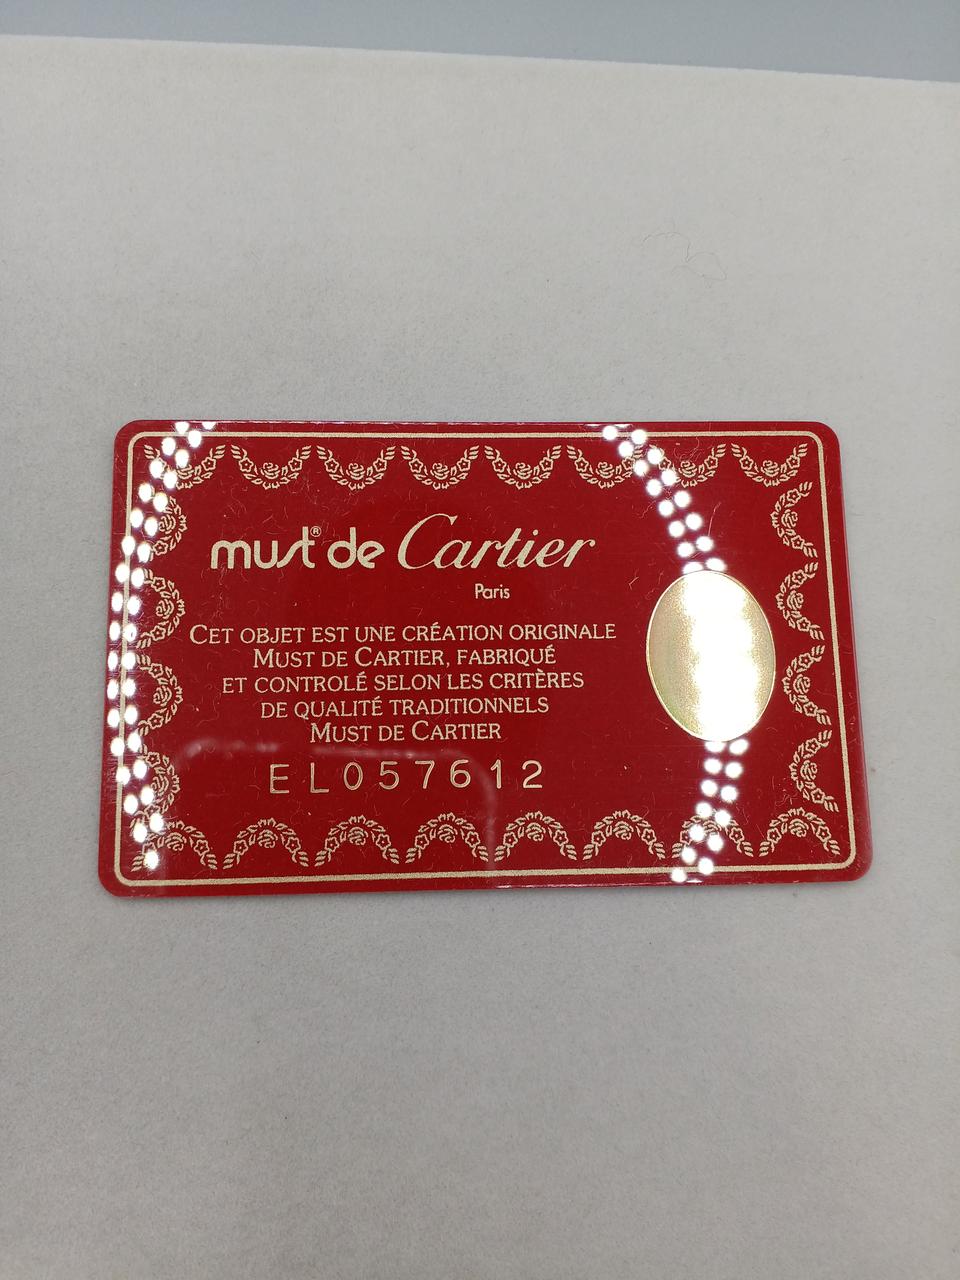 must® de Cartier
Paris
CET OBJET EST UNE CRÉATION ORIGINALE
MUST DE CARTIER, FABRIQUÉ
ET CONTROLÉ SELON LES CRITÈRES
DE QUALITÉ TRADITIONNELS
MUST DE CARTIER
EL057612